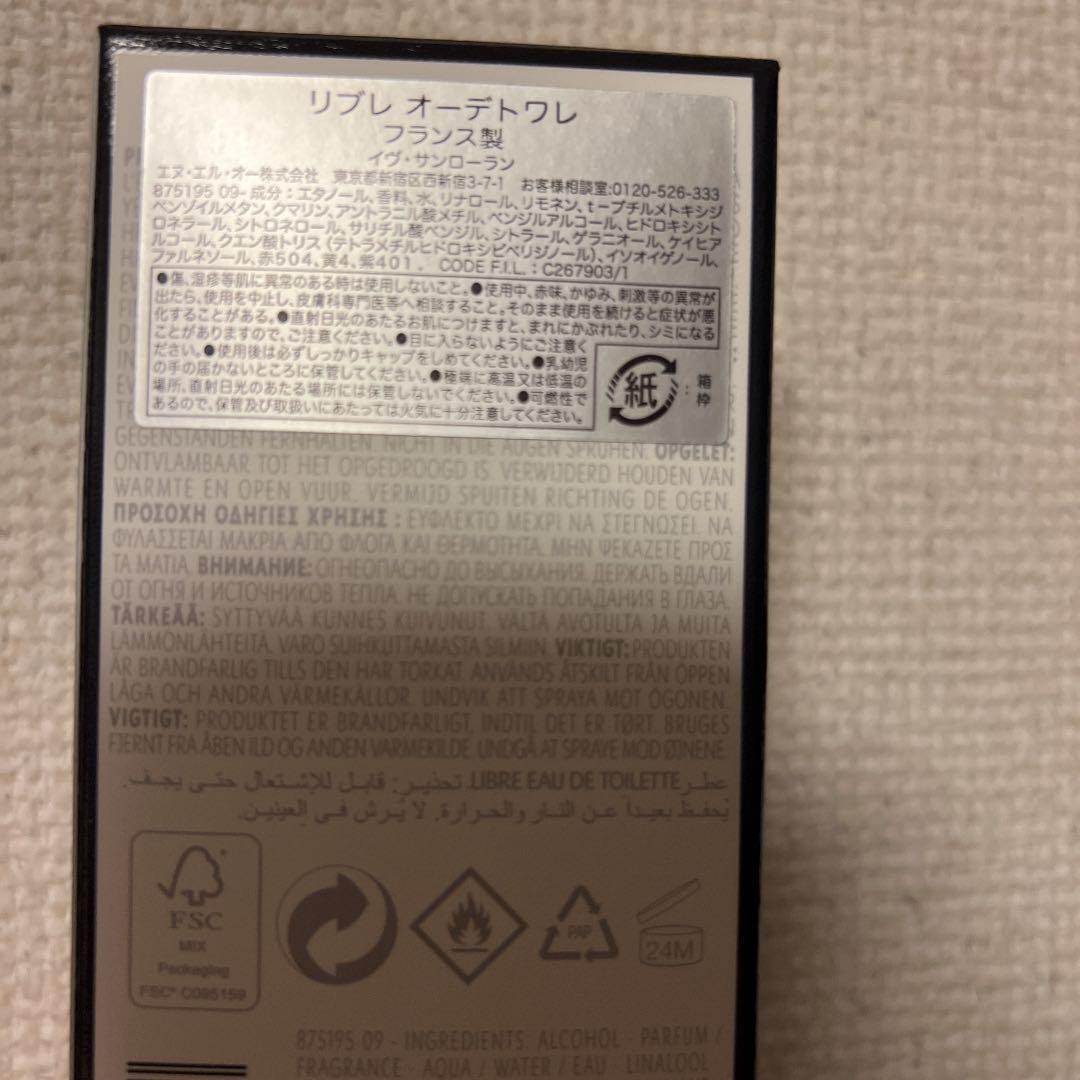 リブレ オーデトワレ
フランス製
イヴ・サンローラン
エヌ・エル・オー株式会社 東京都新宿区西新宿3-7-1 お客様相談室:0120-526-333
875195 09- 成分：エタノール、香料、水、リナロール、リモネン、t-ブチルメトキシジ
ベンゾイルメタン、クマリン、アントラニル酸メチル、ベンジルアルコール、ヒドロキシシト
ロネラール、シトロネロール、サリチル酸ベンジル、シトラール、ゲラニオール、ケイヒア
ルコール、クエン酸トリス（テトラメチルヒドロキシピペリジノール）、イソオイゲノール、
ファルネソール、赤504、黄4、紫401 . CODE F.I.L. : C267903/1
●傷、湿疹等肌に異常のある時は使用しないこと。●使用中、赤味、かゆみ、刺激等の異常が
出たら、使用を中止し、皮膚科専門医等へ相談すること。そのまま使用を続けると症状が悪
化することがある。●直射日光のあたるお肌につけますと、まれにかぶれたり、シミになる
ことがありますので、ご注意ください。●目に入らないようにご注意く
ださい。●使用後は必ずしっかりキャップをしめてください。●乳幼児
の手の届かないところに保管してください。●極端に高温又は低温の
場所、直射日光のあたる場所には保管しないでください。●可燃性で
あるので、保管及び取扱いにあたっては火気に十分注意してください。
紙 : 箱
枠
GEGENSTÄNDEN FERNHALTEN. NICHT IN DIE AUGEN SPRÜHEN. OPGELET:
ONTVLAMBAAR TOT HET OPGEDROOGD IS. VERWIJDERD HOUDEN VAN
WARMTE EN OPEN VUUR. VERMIJD SPUITEN RICHTING DE OGEN.
ΠΡΟΣΟΧΗ ΟΔΗΓΙΕΣ ΧΡΗΣΗΣ : ΕΥΦΛΕΚΤΟ ΜΕΧΡΙ ΝΑ ΣΤΕΓΝΩΣΕΙ. ΝΑ
ΦΥΛΑΣΣΕΤΑΙ ΜΑΚΡΙΑ ΑΠΟ ΦΛΟΓΑ ΚΑΙ ΘΕΡΜΟΤΗΤΑ. ΜΗΝ ΨΕΚΑΖΕΤΕ ΠΡΟΣ
ΤΑ ΜΑΤΙΑ. ВНИМАНИЕ: ОГНЕОПАСНО ДО ВЫСЫХАНИЯ. ДЕРЖАТЬ ВДАЛИ
ОТ ОГНЯ И ИСТОЧНИКОВ ТЕПЛА. НЕ ДОПУСКАТЬ ПОПАДАНИЯ В ГЛАЗА.
TÄRKEÄÄ: SYTTYVÄÄ KUNNES KUIVUNUT. VÄLTÄ AVOTULTA JA MUITA
LÄMMÖNLÄHTEITÄ. VARO SUIHKUTTAMASTA SILMIIN. VIKTIGT: PRODUKTEN
ÄR BRANDFARLIG TILLS DEN HAR TORKAT. ANVÄNDS ÅTSKILT FRÅN ÖPPEN
LÅGA OCH ANDRA VÄRMEKÄLLOR. UNDVIK ATT SPRAYA MOT ÖGONEN.
VIGTIGT: PRODUKTET ER BRANDFARLIGT, INDTIL DET ER TØRT. BRUGES
FJERNT FRA ÅBEN ILD OG ANDEN VARMEKILDE. UNDGÅ AT SPRAYE MOD ØJNENE.
عطر LIBRE EAU DE TOILETTE. تحذير: قابل للإشتعال حتى يجف.
يُحفظ بعيداً عن النار والحرارة. لا يُرش في العينين.
FSC
MIX
Packaging
FSC® C095159
PAP
24M
875195 09 - INGREDIENTS: ALCOHOL · PARFUM /
FRAGRANCE · AQUA / WATER / EAU · LINALOOL